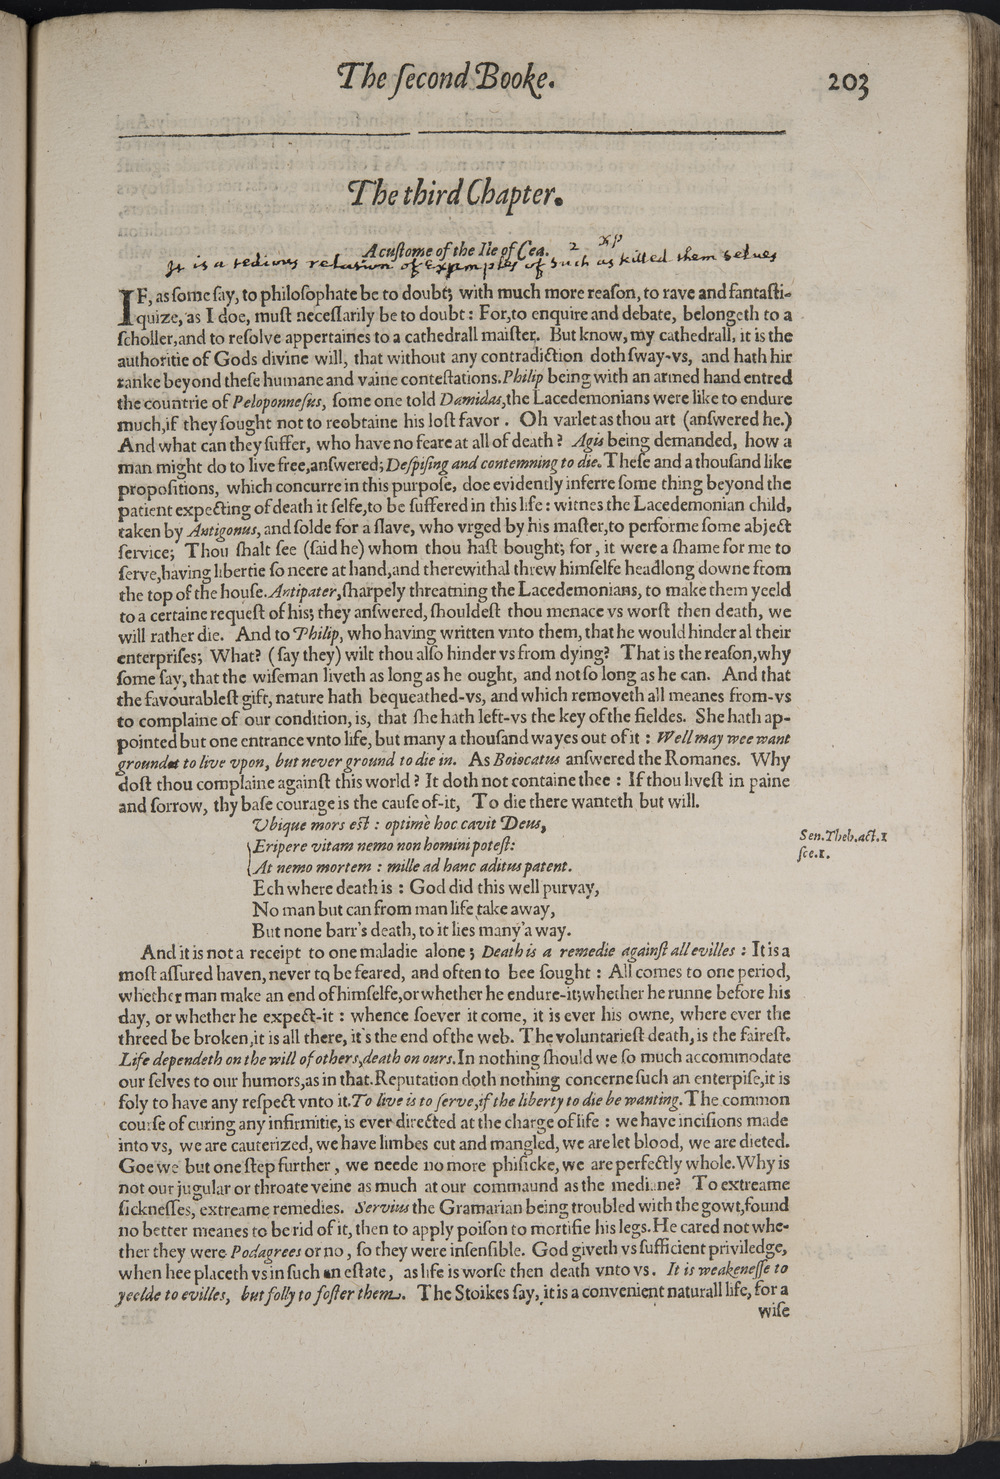 The ſecond Booke.
203
The third Chapter.
A cuſtome of the Ile of Cea.
It is a tedious relation of Examples of such as killed them selues
IF, as ſome ſay, to philoſophate be to doubt; with much more reaſon, to rave and fantaſti-
quize, as I doe, muſt neceſſarily be to doubt: For, to enquire and debate, belongeth to a
ſcholler, and to reſolve appertaines to a cathedrall maiſter. But know, my cathedrall, it is the
authoritie of Gods divine will, that without any contradiction doth ſway-vs, and hath hir
ranke beyond theſe humane and vaine conteſtations. Philip being with an armed hand entred
the countrie of Peloponneſus, ſome one told Damidas, the Lacedemonians were like to endure
much, if they ſought not to reobtaine his loſt favor. Oh varlet as thou art (anſwered he.)
And what can they ſuffer, who have no feare at all of death? Agis being demanded, how a
man might do to live free, anſwered; Deſpiſing and contemning to die. Theſe and a thouſand like
propoſitions, which concurre in this purpoſe, doe evidently inferre ſome thing beyond the
patient expecting of death it ſelfe, to be ſuffered in this life: witnes the Lacedemonian child,
taken by Antigonus, and ſolde for a ſlave, who vrged by his maſter, to performe ſome abject
ſervice; Thou ſhalt ſee (ſaid he) whom thou haſt bought; for, it were a ſhame for me to
ſerve, having libertie ſo neere at hand, and therewithal threw himſelfe headlong downe from
the top of the houſe. Antipater, ſharpely threatning the Lacedemonians, to make them yeeld
to a certaine requeſt of his; they anſwered, ſhouldeſt thou menace vs worſt then death, we
will rather die. And to Philip, who having written vnto them, that he would hinder al their
enterpriſes; What? (ſay they) wilt thou alſo hinder vs from dying? That is the reaſon, why
ſome ſay, that the wiſeman liveth as long as he ought, and not ſo long as he can. And that
the favourableſt gift, nature hath bequeathed-vs, and which removeth all meanes from-vs
to complaine of our condition, is, that ſhe hath left-vs the key of the fieldes. She hath ap-
pointed but one entrance vnto life, but many a thouſand wayes out of it: Well may wee want
ground to live vpon, but never ground to die in. As Boiocatus anſwered the Romanes. Why
doſt thou complaine againſt this world? It doth not containe thee: If thou liveſt in paine
and ſorrow, thy baſe courage is the cauſe of-it, To die there wanteth but will.
Vbique mors eſt: optimè hoc cavit Deus,
Eripere vitam nemo non homini poteſt:
At nemo mortem: mille ad hanc aditus patent.
Sen. Theb. act. 1
ſce. 1.
Ech where death is: God did this well purvay,
No man but can from man life take away,
But none barr's death, to it lies many a way.
And it is not a receipt to one maladie alone; Death is a remedie againſt all evilles: It is a
moſt aſſured haven, never to be feared, and often to bee ſought: All comes to one period,
whether man make an end of himſelfe, or whether he endure-it; whether he runne before his
day, or whether he expect-it: whence ſoever it come, it is ever his owne, where ever the
threed be broken, it is all there, it's the end of the web. The voluntarieſt death, is the faireſt.
Life dependeth on the will of others, death on ours. In nothing ſhould we ſo much accommodate
our ſelves to our humors, as in that. Reputation doth nothing concerne ſuch an enterpiſe, it is
foly to have any reſpect vnto it. To live is to ſerve, if the liberty to die be wanting. The common
courſe of curing any infirmitie, is ever directed at the charge of life: we have inciſions made
into vs, we are cauterized, we have limbes cut and mangled, we are let blood, we are dieted.
Goe we but one ſtep further, we neede no more phiſicke, we are perfectly whole. Why is
not our jugular or throate veine as much at our commaund as the mediane? To extreame
ſickneſſes, extreame remedies. Servius the Gramarian being troubled with the gowt, found
no better meanes to be rid of it, then to apply poiſon to mortifie his legs. He cared not whe-
ther they were Podagrees or no, ſo they were inſenſible. God giveth vs ſufficient priviledge,
when hee placeth vs in ſuch an eſtate, as life is worſe then death vnto vs. It is weakeneſſe to
yeelde to evilles, but folly to foſter them. The Stoikes ſay, it is a convenient naturall life, for a
wiſe